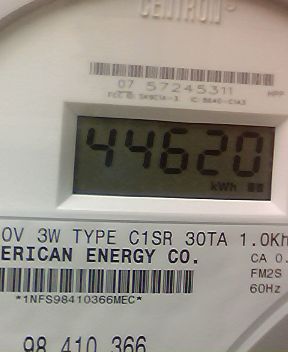 CENTRON
07 57245311
HPP
44620
kWh
0V 3W TYPE C1SR 30TA 1.0Kh
ERICAN ENERGY CO.
CA 0.
FM2S
60Hz
*1NFS98410366MEC*
98 410 366